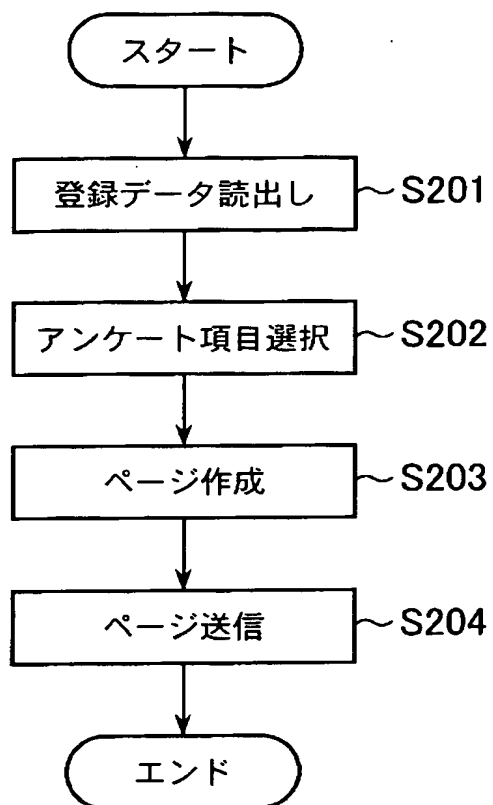 スタート
登録データ読出し
S201
アンケート項目選択
S202
ページ作成
S203
ページ送信
S204
エンド